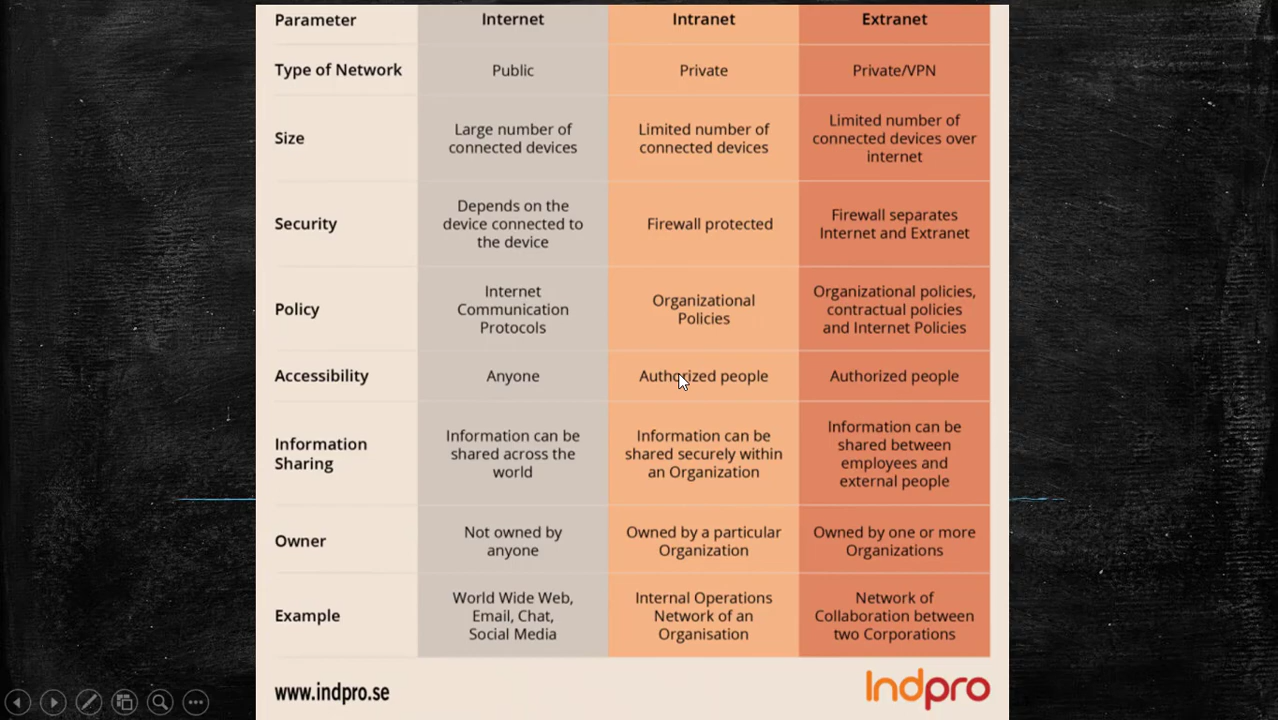 Parameter
Internet
Intranet
Extranet
Type of Network
Public
Private
Private/VPN
Size
Large number of
connected devices
Limited number of
connected devices
Limited number of
connected devices over
internet
Security
Depends on the
device connected to
the device
Firewall protected
Firewall separates
Internet and Extranet
Policy
Internet
Communication
Protocols
Organizational
Policies
Organizational policies,
contractual policies
and Internet Policies
Accessibility
Anyone
Authorized people
Authorized people
Information
Sharing
Information can be
shared across the
world
Information can be
shared securely within
an Organization
Information can be
shared between
employees and
external people
Owner
Not owned by
anyone
Owned by a particular
Organization
Owned by one or more
Organizations
Example
World Wide Web,
Email, Chat,
Social Media
Internal Operations
Network of an
Organisation
Network of
Collaboration between
two Corporations
www.indpro.se
Indpro